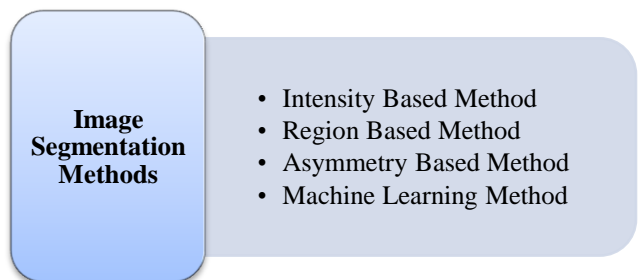 Image
Segmentation
Methods
• Intensity Based Method
• Region Based Method
• Asymmetry Based Method
• Machine Learning Method